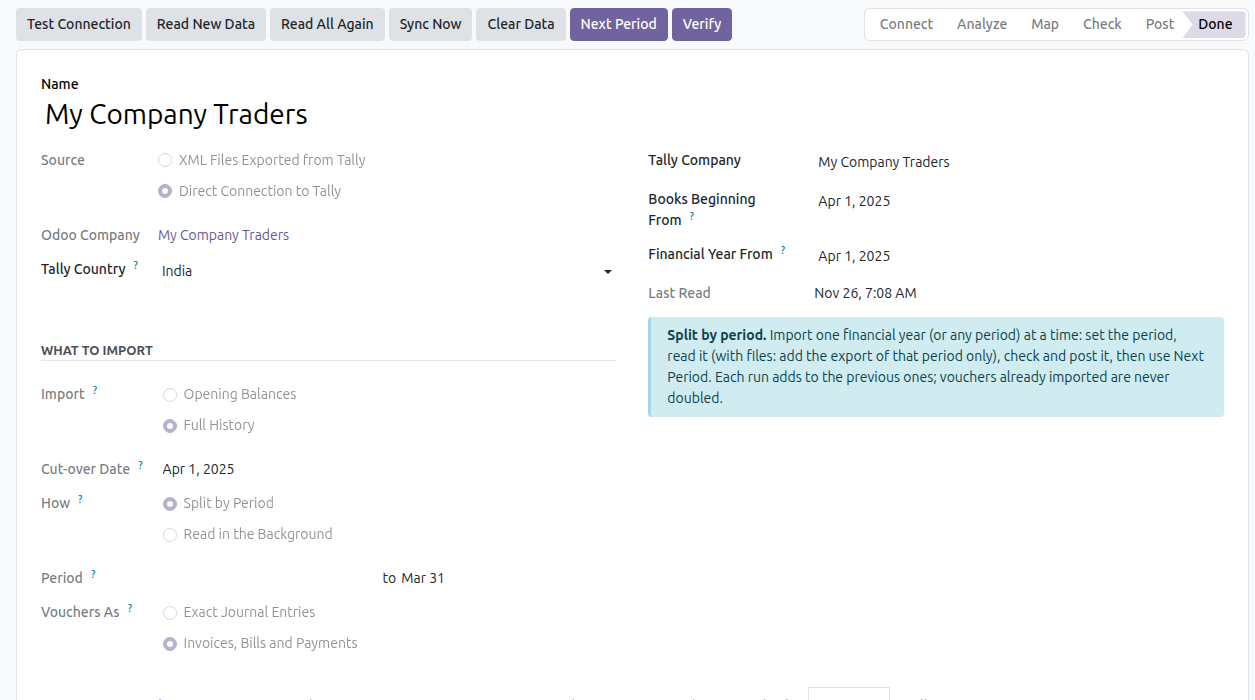 Test Connection Read New Data Read All Again Sync Now Clear Data Next Period Verify Connect Analyze Map Check Post Done
Name
My Company Traders
Source
XML Files Exported from Tally
Direct Connection to Tally
Odoo Company My Company Traders
Tally Country ? India
WHAT TO IMPORT
Import ?
Opening Balances
Full History
Cut-over Date ? Apr 1, 2025
How ?
Split by Period
Read in the Background
Period ? to Mar 31
Vouchers As ?
Exact Journal Entries
Invoices, Bills and Payments
Tally Company My Company Traders
Books Beginning
From ? Apr 1, 2025
Financial Year From ? Apr 1, 2025
Last Read Nov 26, 7:08 AM
Split by period. Import one financial year (or any period) at a time: set the period,
read it (with files: add the export of that period only), check and post it, then use Next
Period. Each run adds to the previous ones; vouchers already imported are never
doubled.